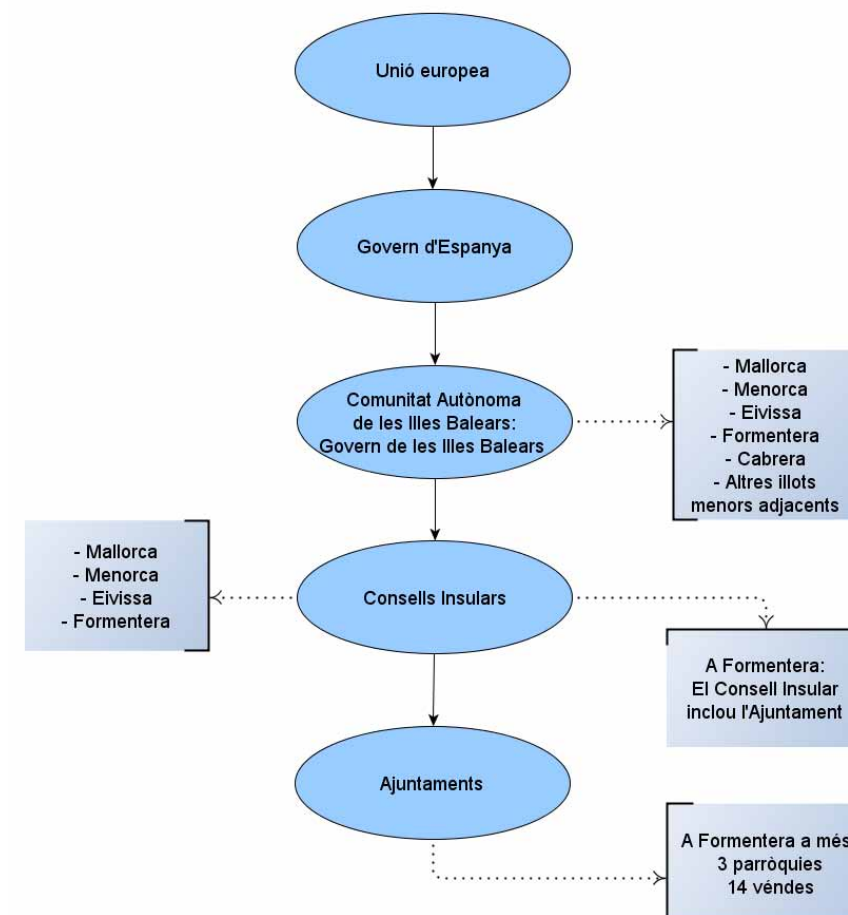 Unió europea
Govern d'Espanya
Comunitat Autònoma
de les Illes Balears:
Govern de les Illes Balears
- Mallorca
- Menorca
- Eivissa
- Formentera
- Cabrera
- Altres illots
menors adjacents
- Mallorca
- Menorca
- Eivissa
- Formentera
Consells Insulars
A Formentera:
El Consell Insular
inclou l'Ajuntament
Ajuntaments
A Formentera a més
3 parròquies
14 véndes